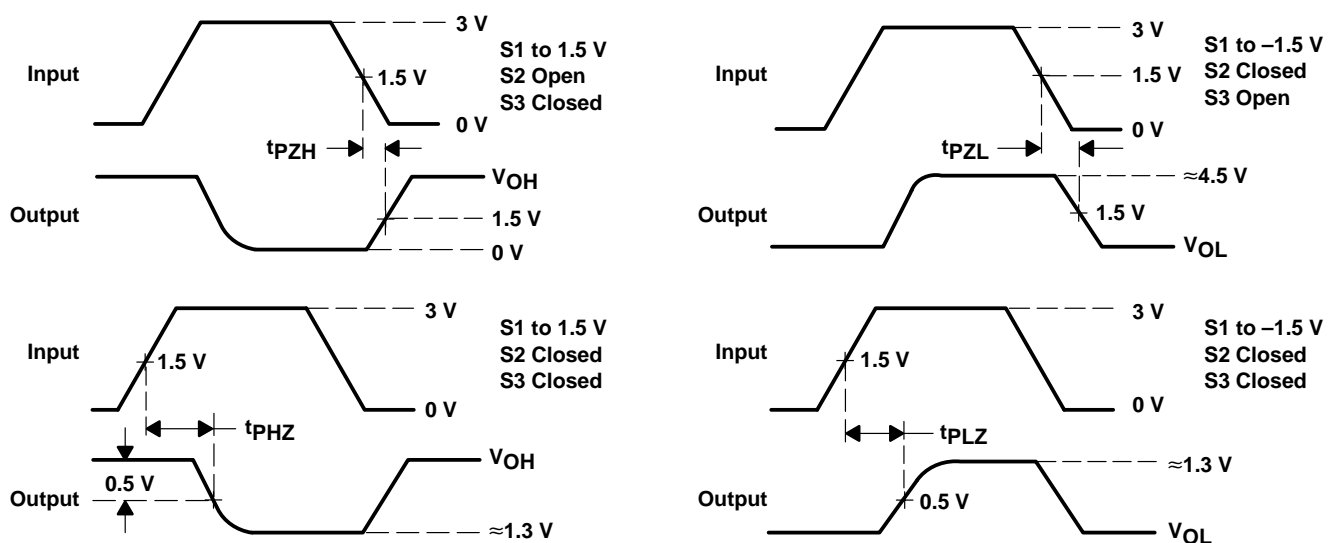 3 V
S1 to 1.5 V
S2 Open
S3 Closed
Input
1.5 V
0 V
tPZH
VOH
Output
1.5 V
0 V
3 V
S1 to –1.5 V
S2 Closed
S3 Open
Input
1.5 V
0 V
tPZL
≈4.5 V
Output
1.5 V
VOL
3 V
S1 to 1.5 V
S2 Closed
S3 Closed
Input
1.5 V
0 V
tPHZ
VOH
0.5 V
Output
≈1.3 V
3 V
S1 to –1.5 V
S2 Closed
S3 Closed
Input
1.5 V
0 V
tPLZ
≈1.3 V
Output
0.5 V
VOL